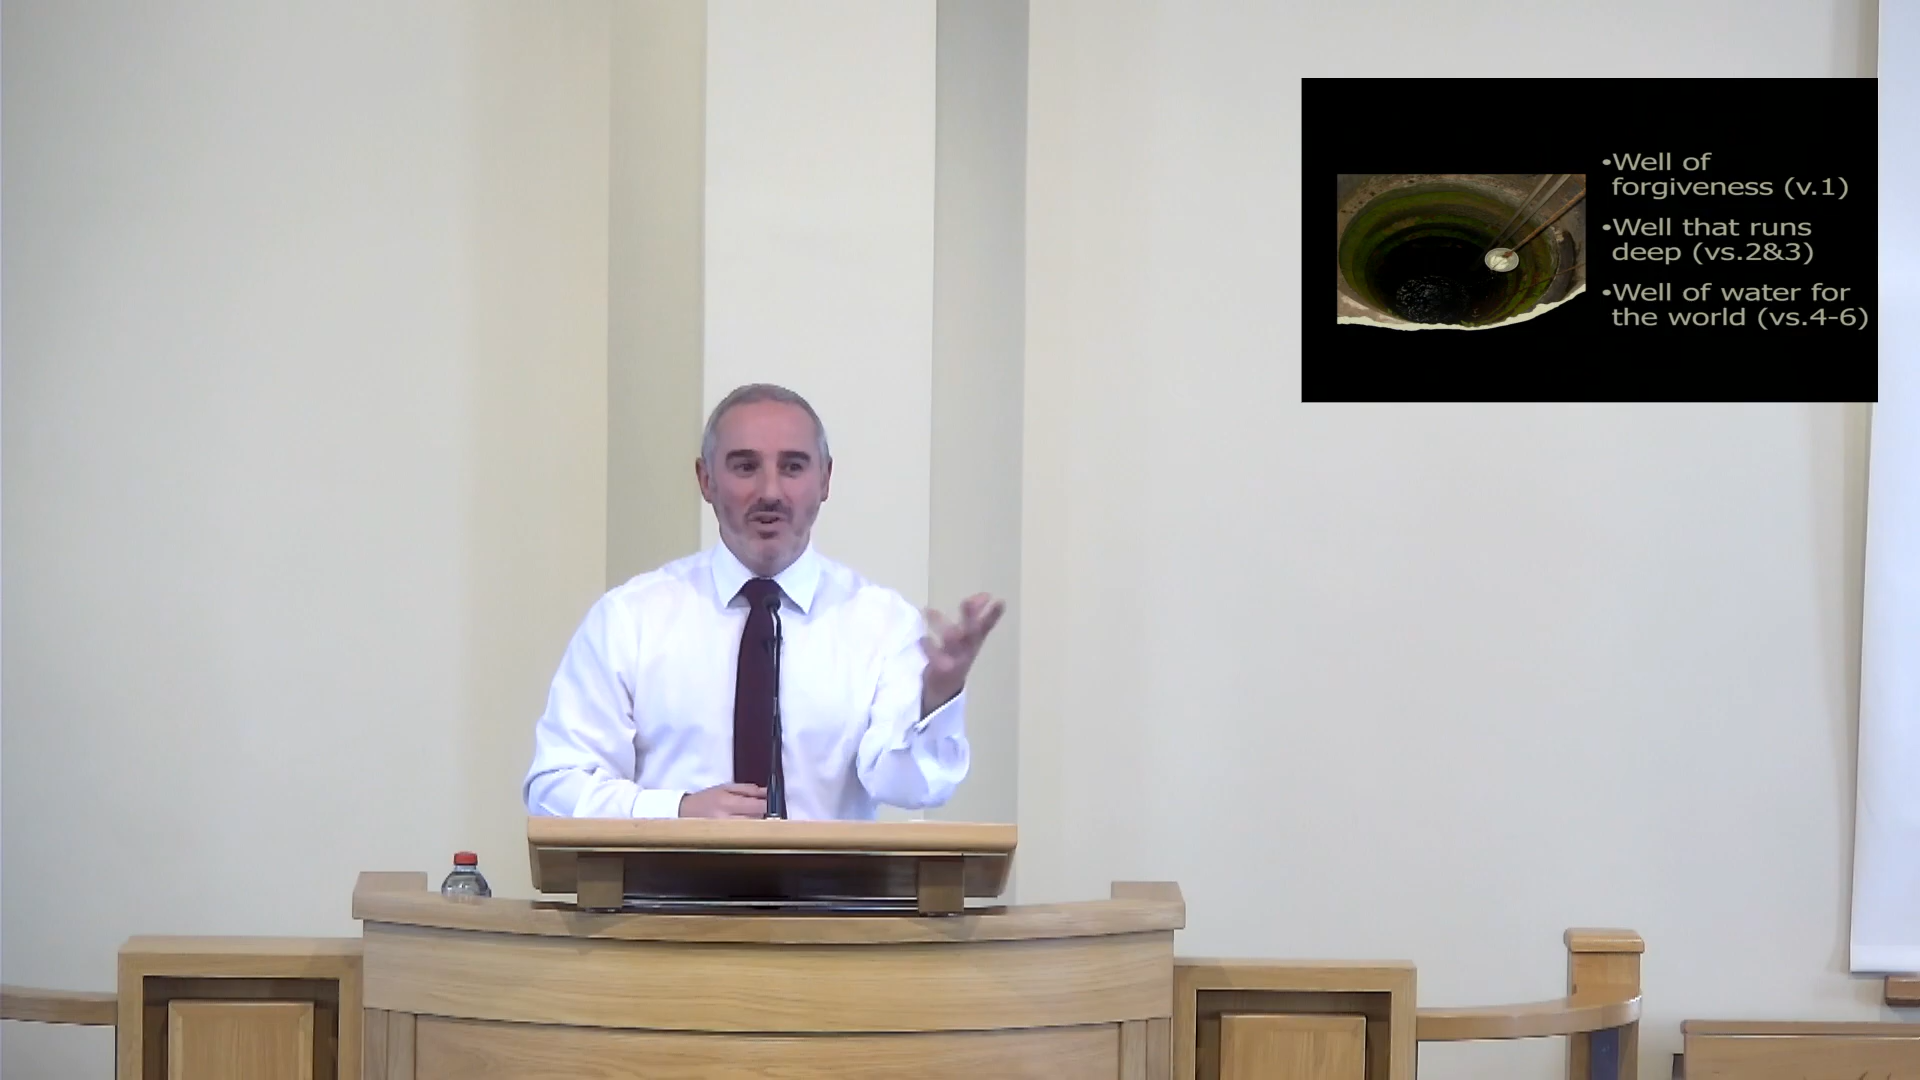 •Well of
forgiveness (v.1)
•Well that runs
deep (vs.2&3)
•Well of water for
the world (vs.4-6)